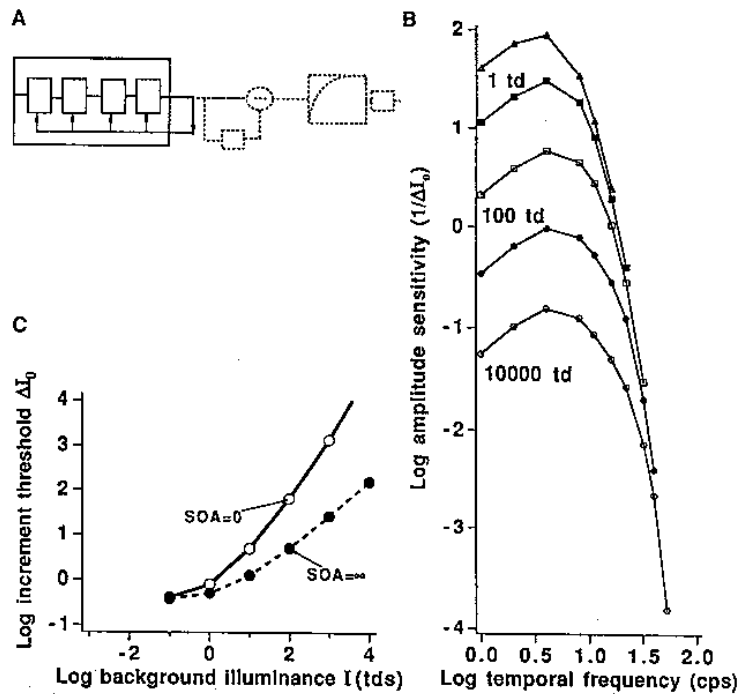 A
B
2
1 td
1
0
100 td
-1
10000 td
-2
-3
-4
Log amplitude sensitivity (1/ΔI₀)
0.0 0.5 1.0 1.5 2.0
Log temporal frequency (cps)
C
4
3
2
1
0
-1
Log increment threshold ΔI₀
SOA=0
SOA=∞
-2 0 2 4
Log background illuminance I (tds)